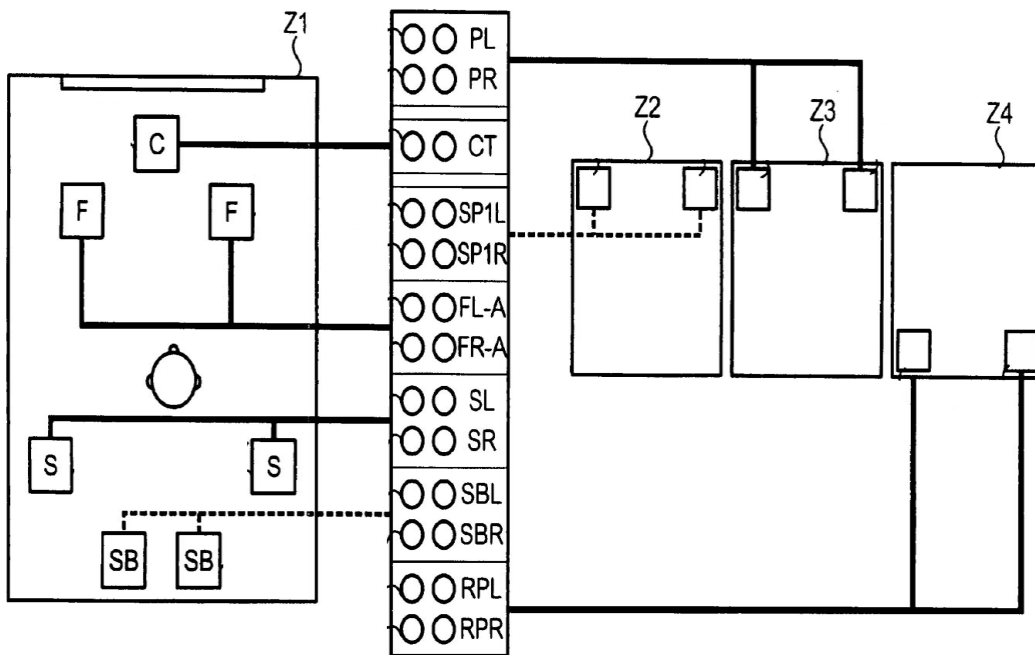 Z1
C
F F
S S
SB SB
PL
PR
CT
SP1L
SP1R
FL-A
FR-A
SL
SR
SBL
SBR
RPL
RPR
Z2
Z3
Z4